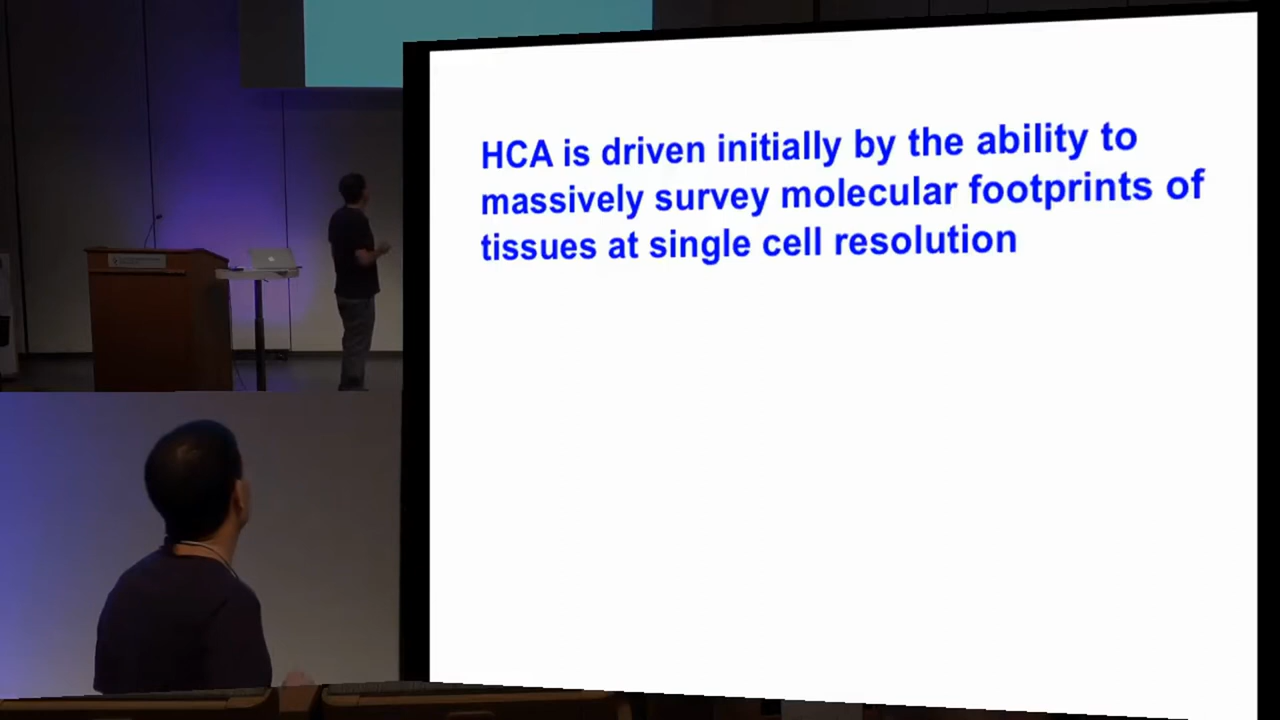 HCA is driven initially by the ability to
massively survey molecular footprints of
tissues at single cell resolution